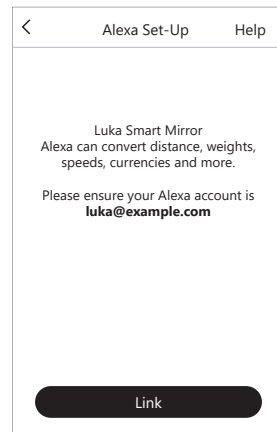 Alexa Set-Up Help
Luka Smart Mirror
Alexa can convert distance, weights,
speeds, currencies and more.
Please ensure your Alexa account is
luka@example.com
Link